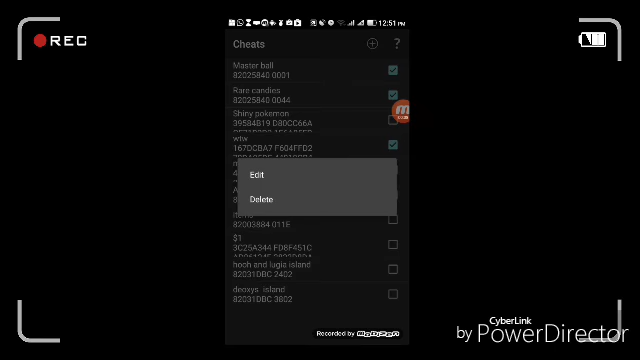 REC
12:51
Cheats
?
Master ball
82025840 0001
Rare candies
82025840 0044
Shiny pokemon
39584B19 D80CC66A
wtw
167DCBA7 F604FFD2
Edit
Delete
82003884 011E
$1
3C25A344 FD8F451C
hooh and lugia island
82031DBC 2402
deoxys island
82031DBC 3802
Recorded by
CyberLink
by PowerDirector